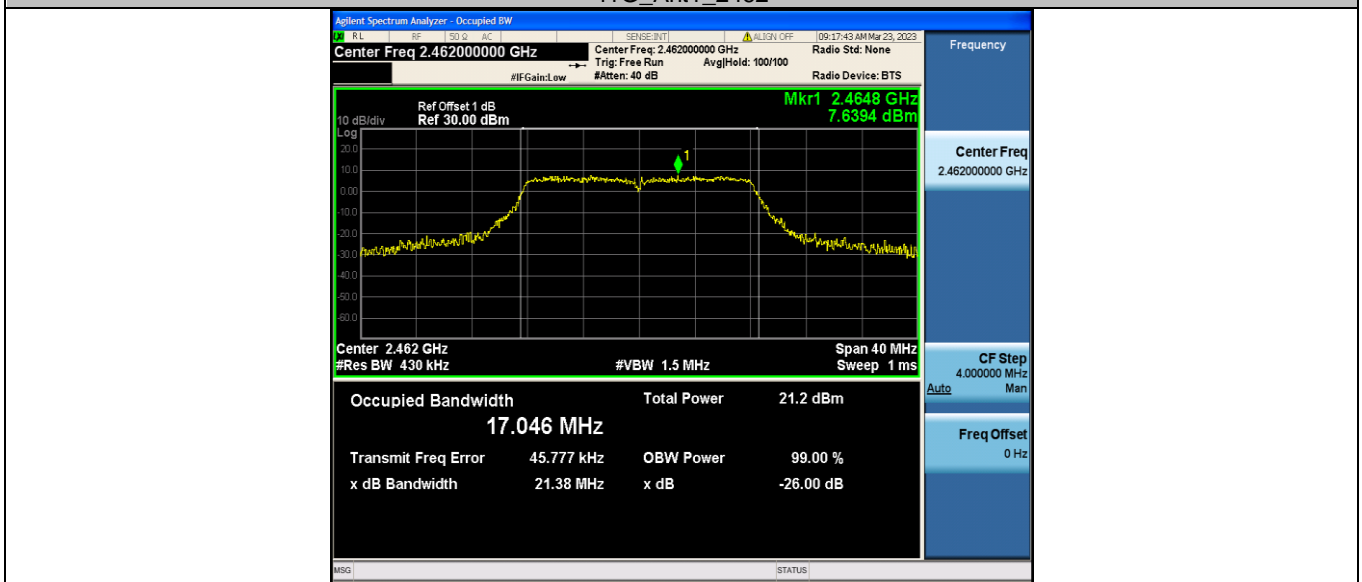 Agilent Spectrum Analyzer - Occupied BW
RL RF 50 Ω AC SENSE:INT ALIGN OFF 09:17:43 AM Mar 23, 2023
Center Freq 2.462000000 GHz
Center Freq: 2.462000000 GHz Radio Std: None
Trig: Free Run Avg|Hold: 100/100
#IFGain:Low #Atten: 40 dB Radio Device: BTS
Frequency
Mkr1 2.4648 GHz
7.6394 dBm
Ref Offset 1 dB
10 dB/div Ref 30.00 dBm
Log
20.0
10.0
0.00
-10.0
-20.0
-30.0
-40.0
-50.0
-60.0
1
Center 2.462 GHz Span 40 MHz
#Res BW 430 kHz #VBW 1.5 MHz Sweep 1 ms
Center Freq
2.462000000 GHz
CF Step
4.000000 MHz
Auto Man
Freq Offset
0 Hz
Occupied Bandwidth Total Power 21.2 dBm
17.046 MHz
Transmit Freq Error 45.777 kHz OBW Power 99.00 %
x dB Bandwidth 21.38 MHz x dB -26.00 dB
MSG STATUS